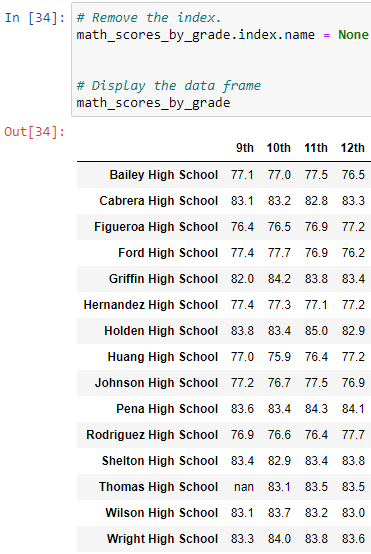 In [34]: # Remove the index.
math_scores_by_grade.index.name = None
# Display the data frame
math_scores_by_grade
Out[34]:
9th 10th 11th 12th
Bailey High School 77.1 77.0 77.5 76.5
Cabrera High School 83.1 83.2 82.8 83.3
Figueroa High School 76.4 76.5 76.9 77.2
Ford High School 77.4 77.7 76.9 76.2
Griffin High School 82.0 84.2 83.8 83.4
Hernandez High School 77.4 77.3 77.1 77.2
Holden High School 83.8 83.4 85.0 82.9
Huang High School 77.0 75.9 76.4 77.2
Johnson High School 77.2 76.7 77.5 76.9
Pena High School 83.6 83.4 84.3 84.1
Rodriguez High School 76.9 76.6 76.4 77.7
Shelton High School 83.4 82.9 83.4 83.8
Thomas High School nan 83.1 83.5 83.5
Wilson High School 83.1 83.7 83.2 83.0
Wright High School 83.3 84.0 83.8 83.6